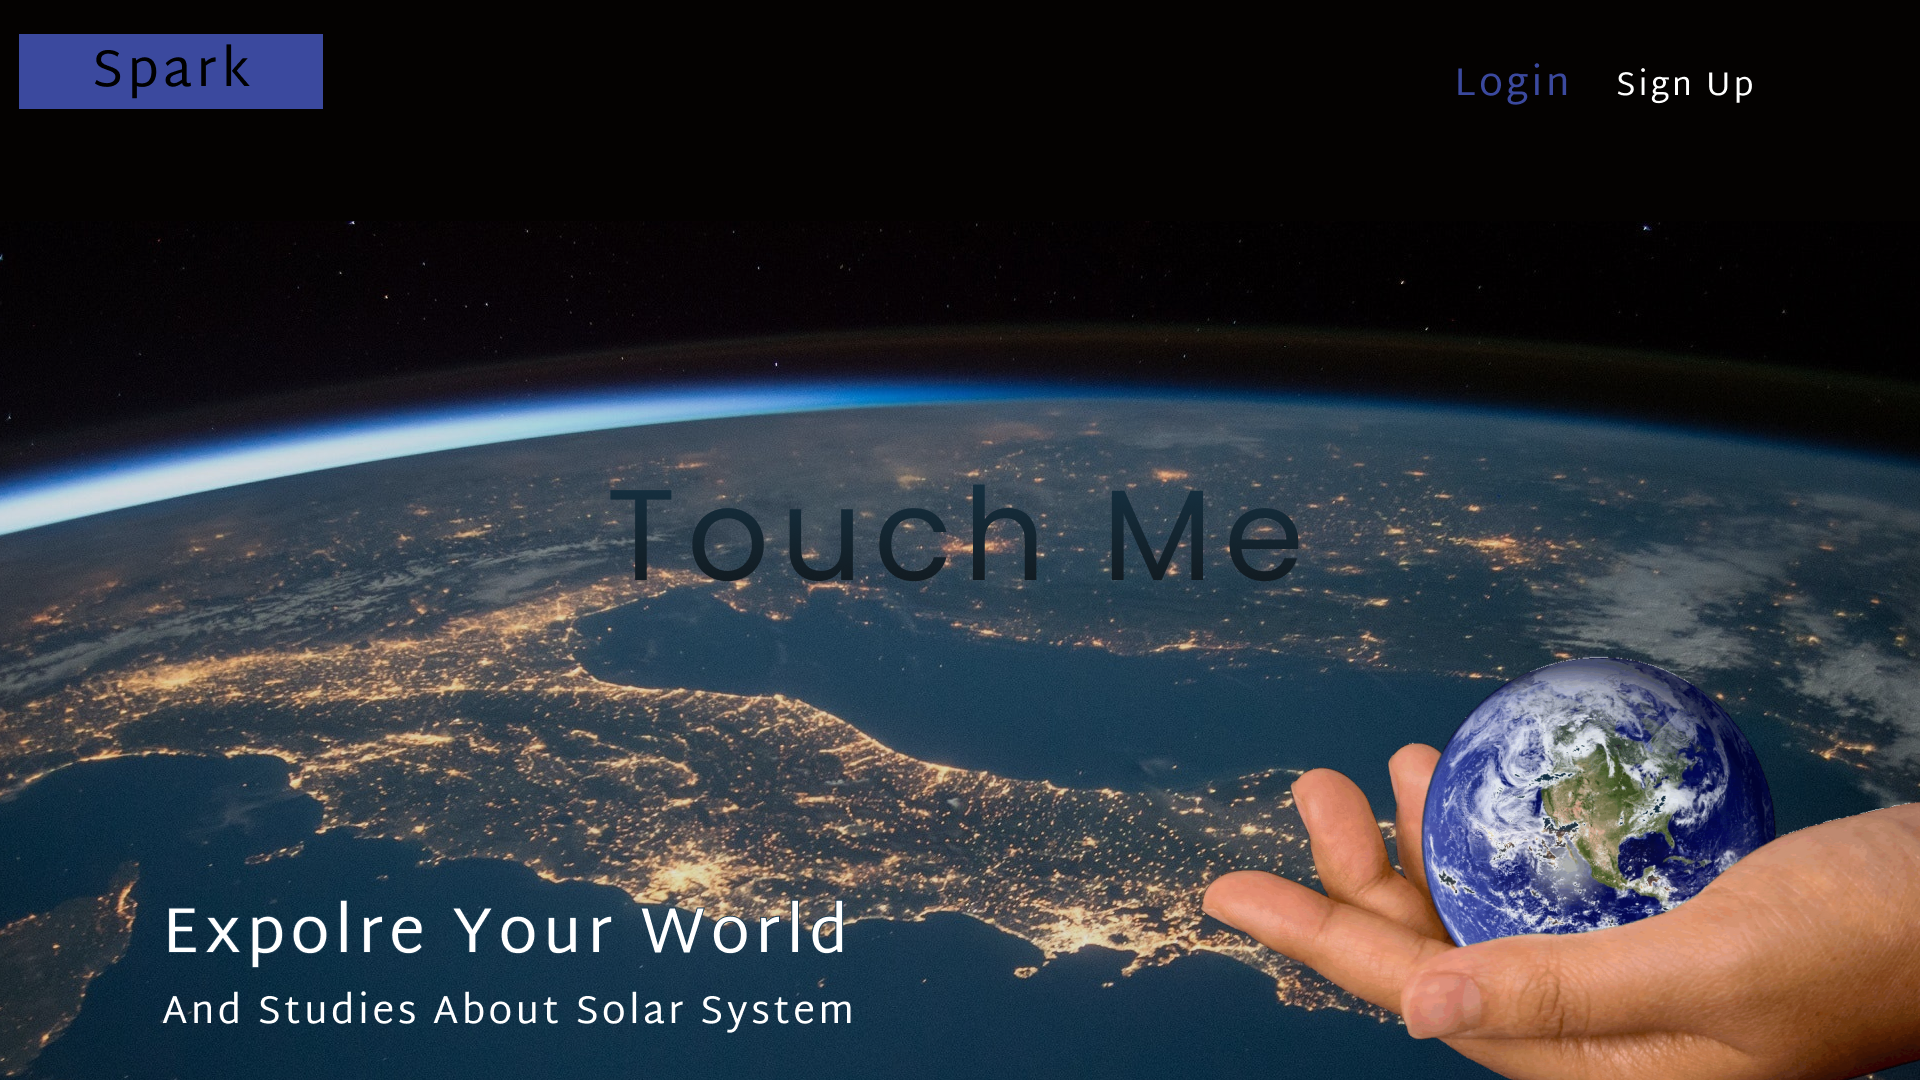 Spark
Login Sign Up
Touch Me
Expolre Your World
And Studies About Solar System